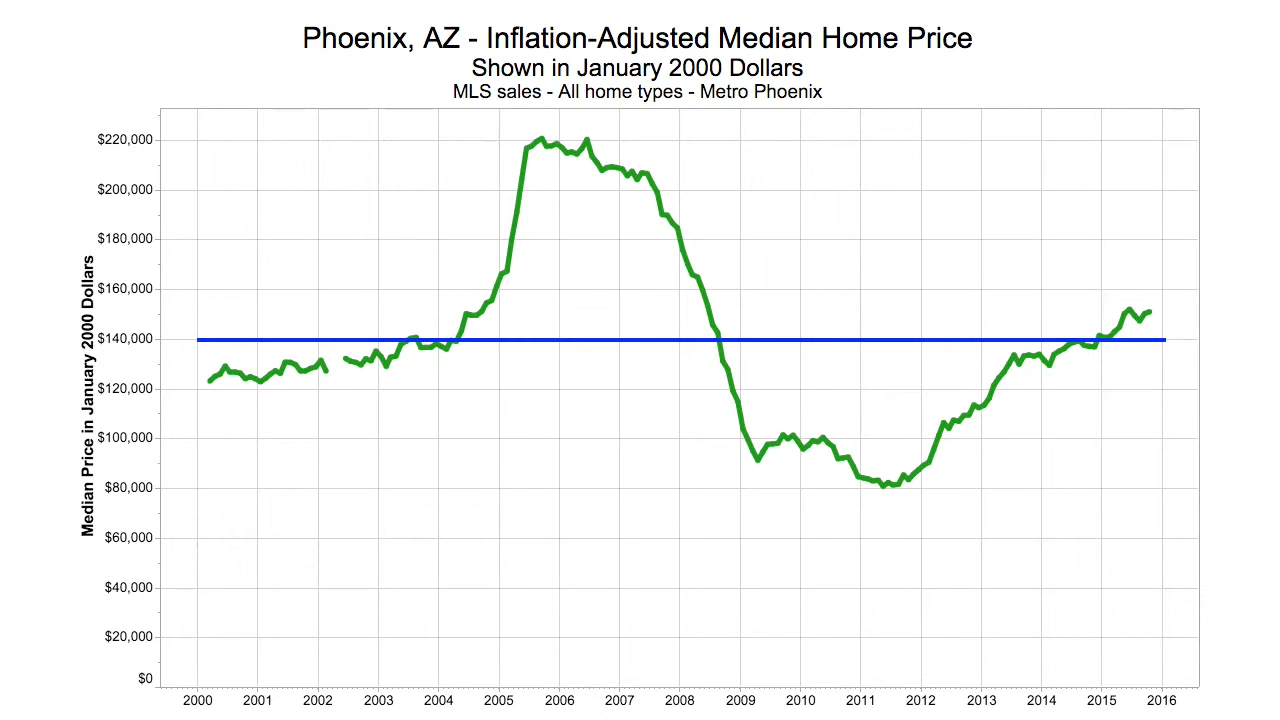 Phoenix, AZ - Inflation-Adjusted Median Home Price
Shown in January 2000 Dollars
MLS sales - All home types - Metro Phoenix
Median Price in January 2000 Dollars
$220,000
$200,000
$180,000
$160,000
$140,000
$120,000
$100,000
$80,000
$60,000
$40,000
$20,000
$0
2000 2001 2002 2003 2004 2005 2006 2007 2008 2009 2010 2011 2012 2013 2014 2015 2016